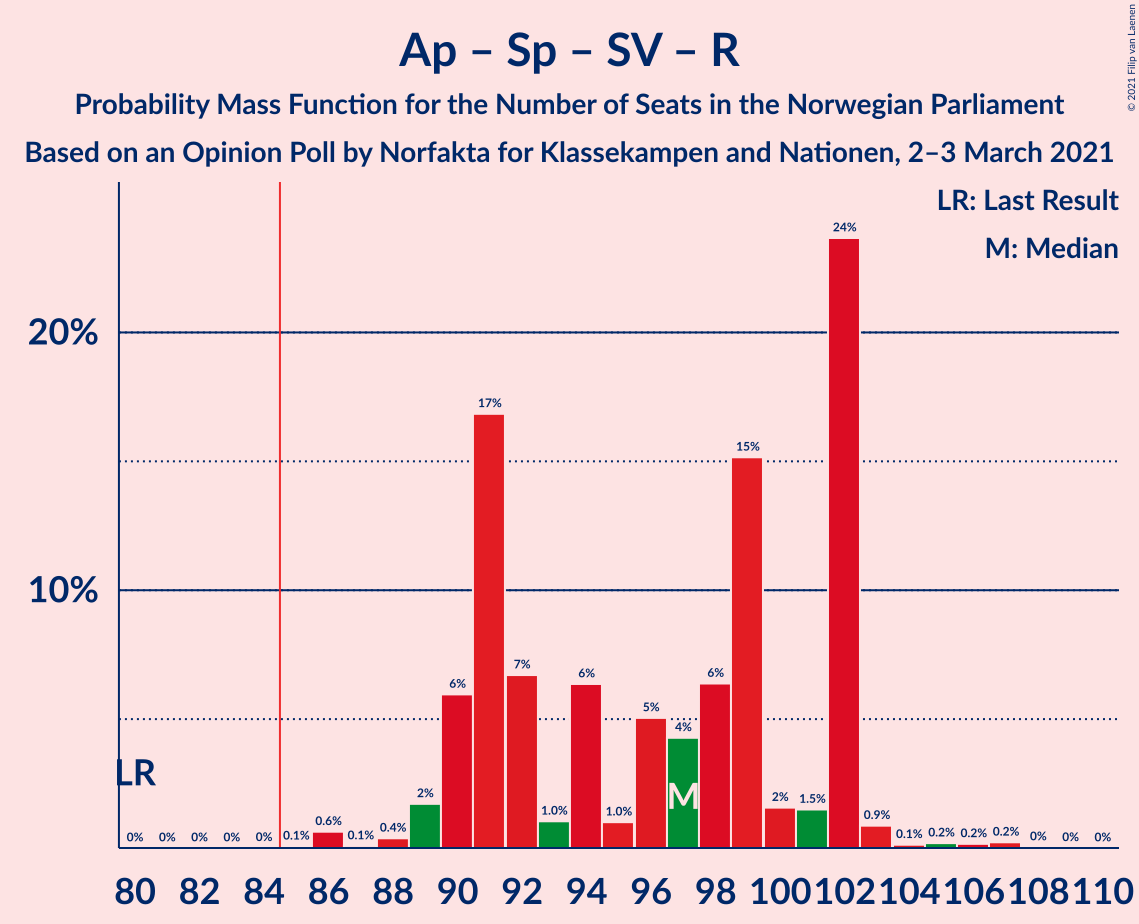 Ap – Sp – SV – R
Probability Mass Function for the Number of Seats in the Norwegian Parliament
Based on an Opinion Poll by Norfakta for Klassekampen and Nationen, 2–3 March 2021
© 2021 Filip van Laenen
LR: Last Result
M: Median
20%
10%
LR
M
0% 0% 0% 0% 0% 0.1% 0.6% 0.1% 0.4% 2% 6% 17% 7% 1.0% 6% 1.0% 5% 4% 6% 15% 2% 1.5% 24% 0.9% 0.1% 0.2% 0.2% 0.2% 0% 0% 0%
80 82 84 86 88 90 92 94 96 98 100 102 104 106 108 110